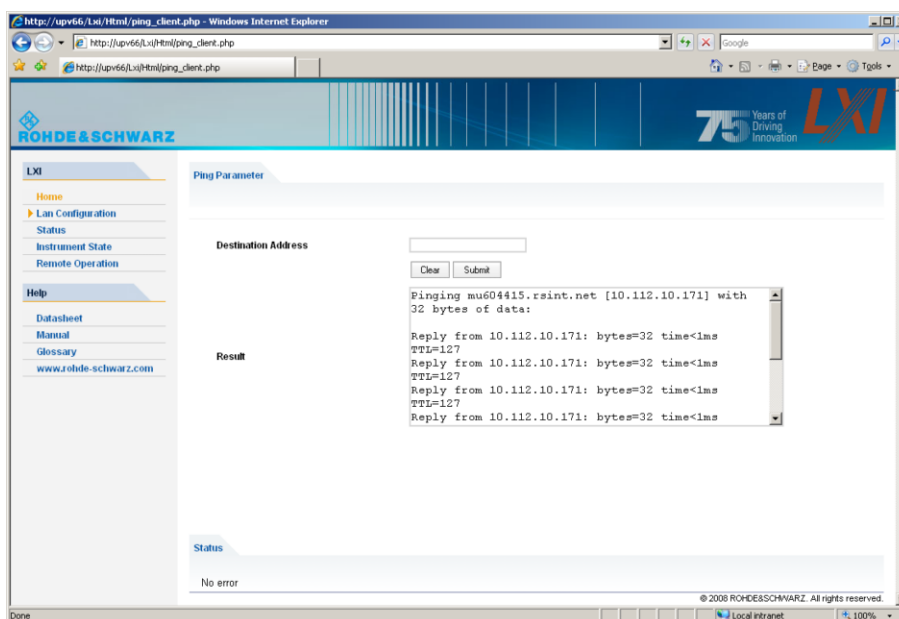 http://upv66/Lxi/Html/ping_client.php - Windows Internet Explorer
http://upv66/Lxi/Html/ping_client.php
Google
http://upv66/Lxi/Html/ping_client.php
Page
Tools
ROHDE&SCHWARZ
75 Years of
Driving
Innovation
LXI
LXI
Home
Lan Configuration
Status
Instrument State
Remote Operation
Help
Datasheet
Manual
Glossary
www.rohde-schwarz.com
Ping Parameter
Destination Address
Clear
Submit
Result
Pinging mu604415.rsint.net [10.112.10.171] with
32 bytes of data:
Reply from 10.112.10.171: bytes=32 time<1ms
TTL=127
Reply from 10.112.10.171: bytes=32 time<1ms
TTL=127
Reply from 10.112.10.171: bytes=32 time<1ms
TTL=127
Reply from 10.112.10.171: bytes=32 time<1ms
Status
No error
© 2008 ROHDE&SCHWARZ. All rights reserved.
Done
Local intranet
100%